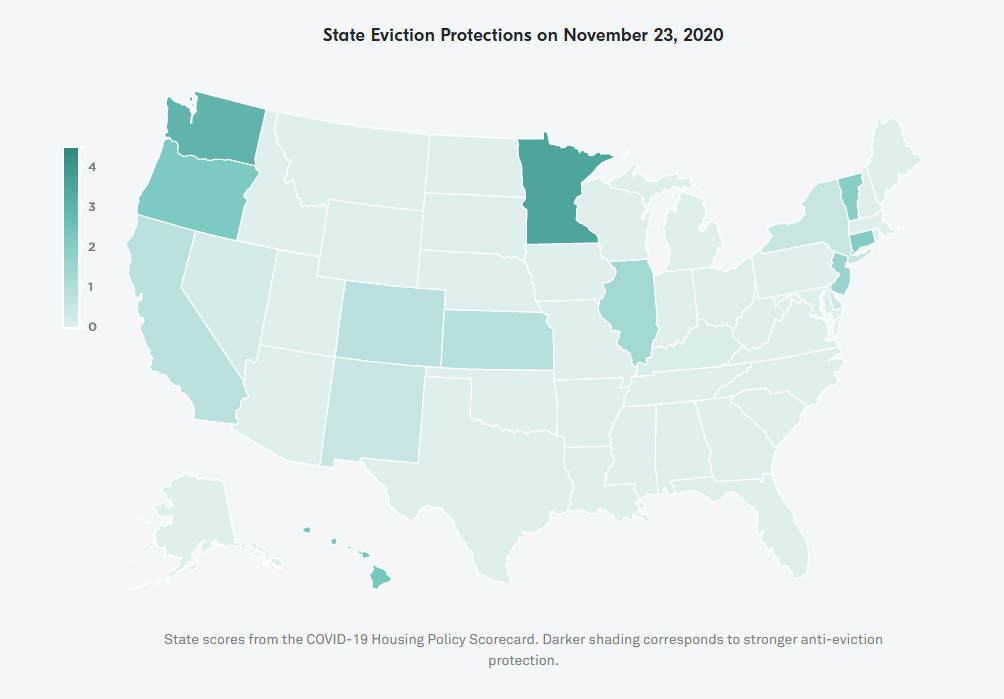 State Eviction Protections on November 23, 2020
4
3
2
1
0
State scores from the COVID-19 Housing Policy Scorecard. Darker shading corresponds to stronger anti-eviction
protection.